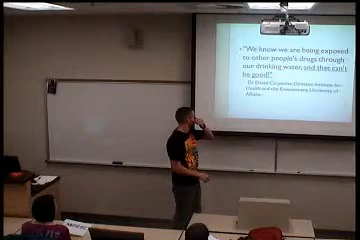 "We know we are being exposed
to other people's drugs through
our drinking water, and that can't
be good!"
Dr. David Carpenter, Director Institute for
Health and the Environment, University of
Albany